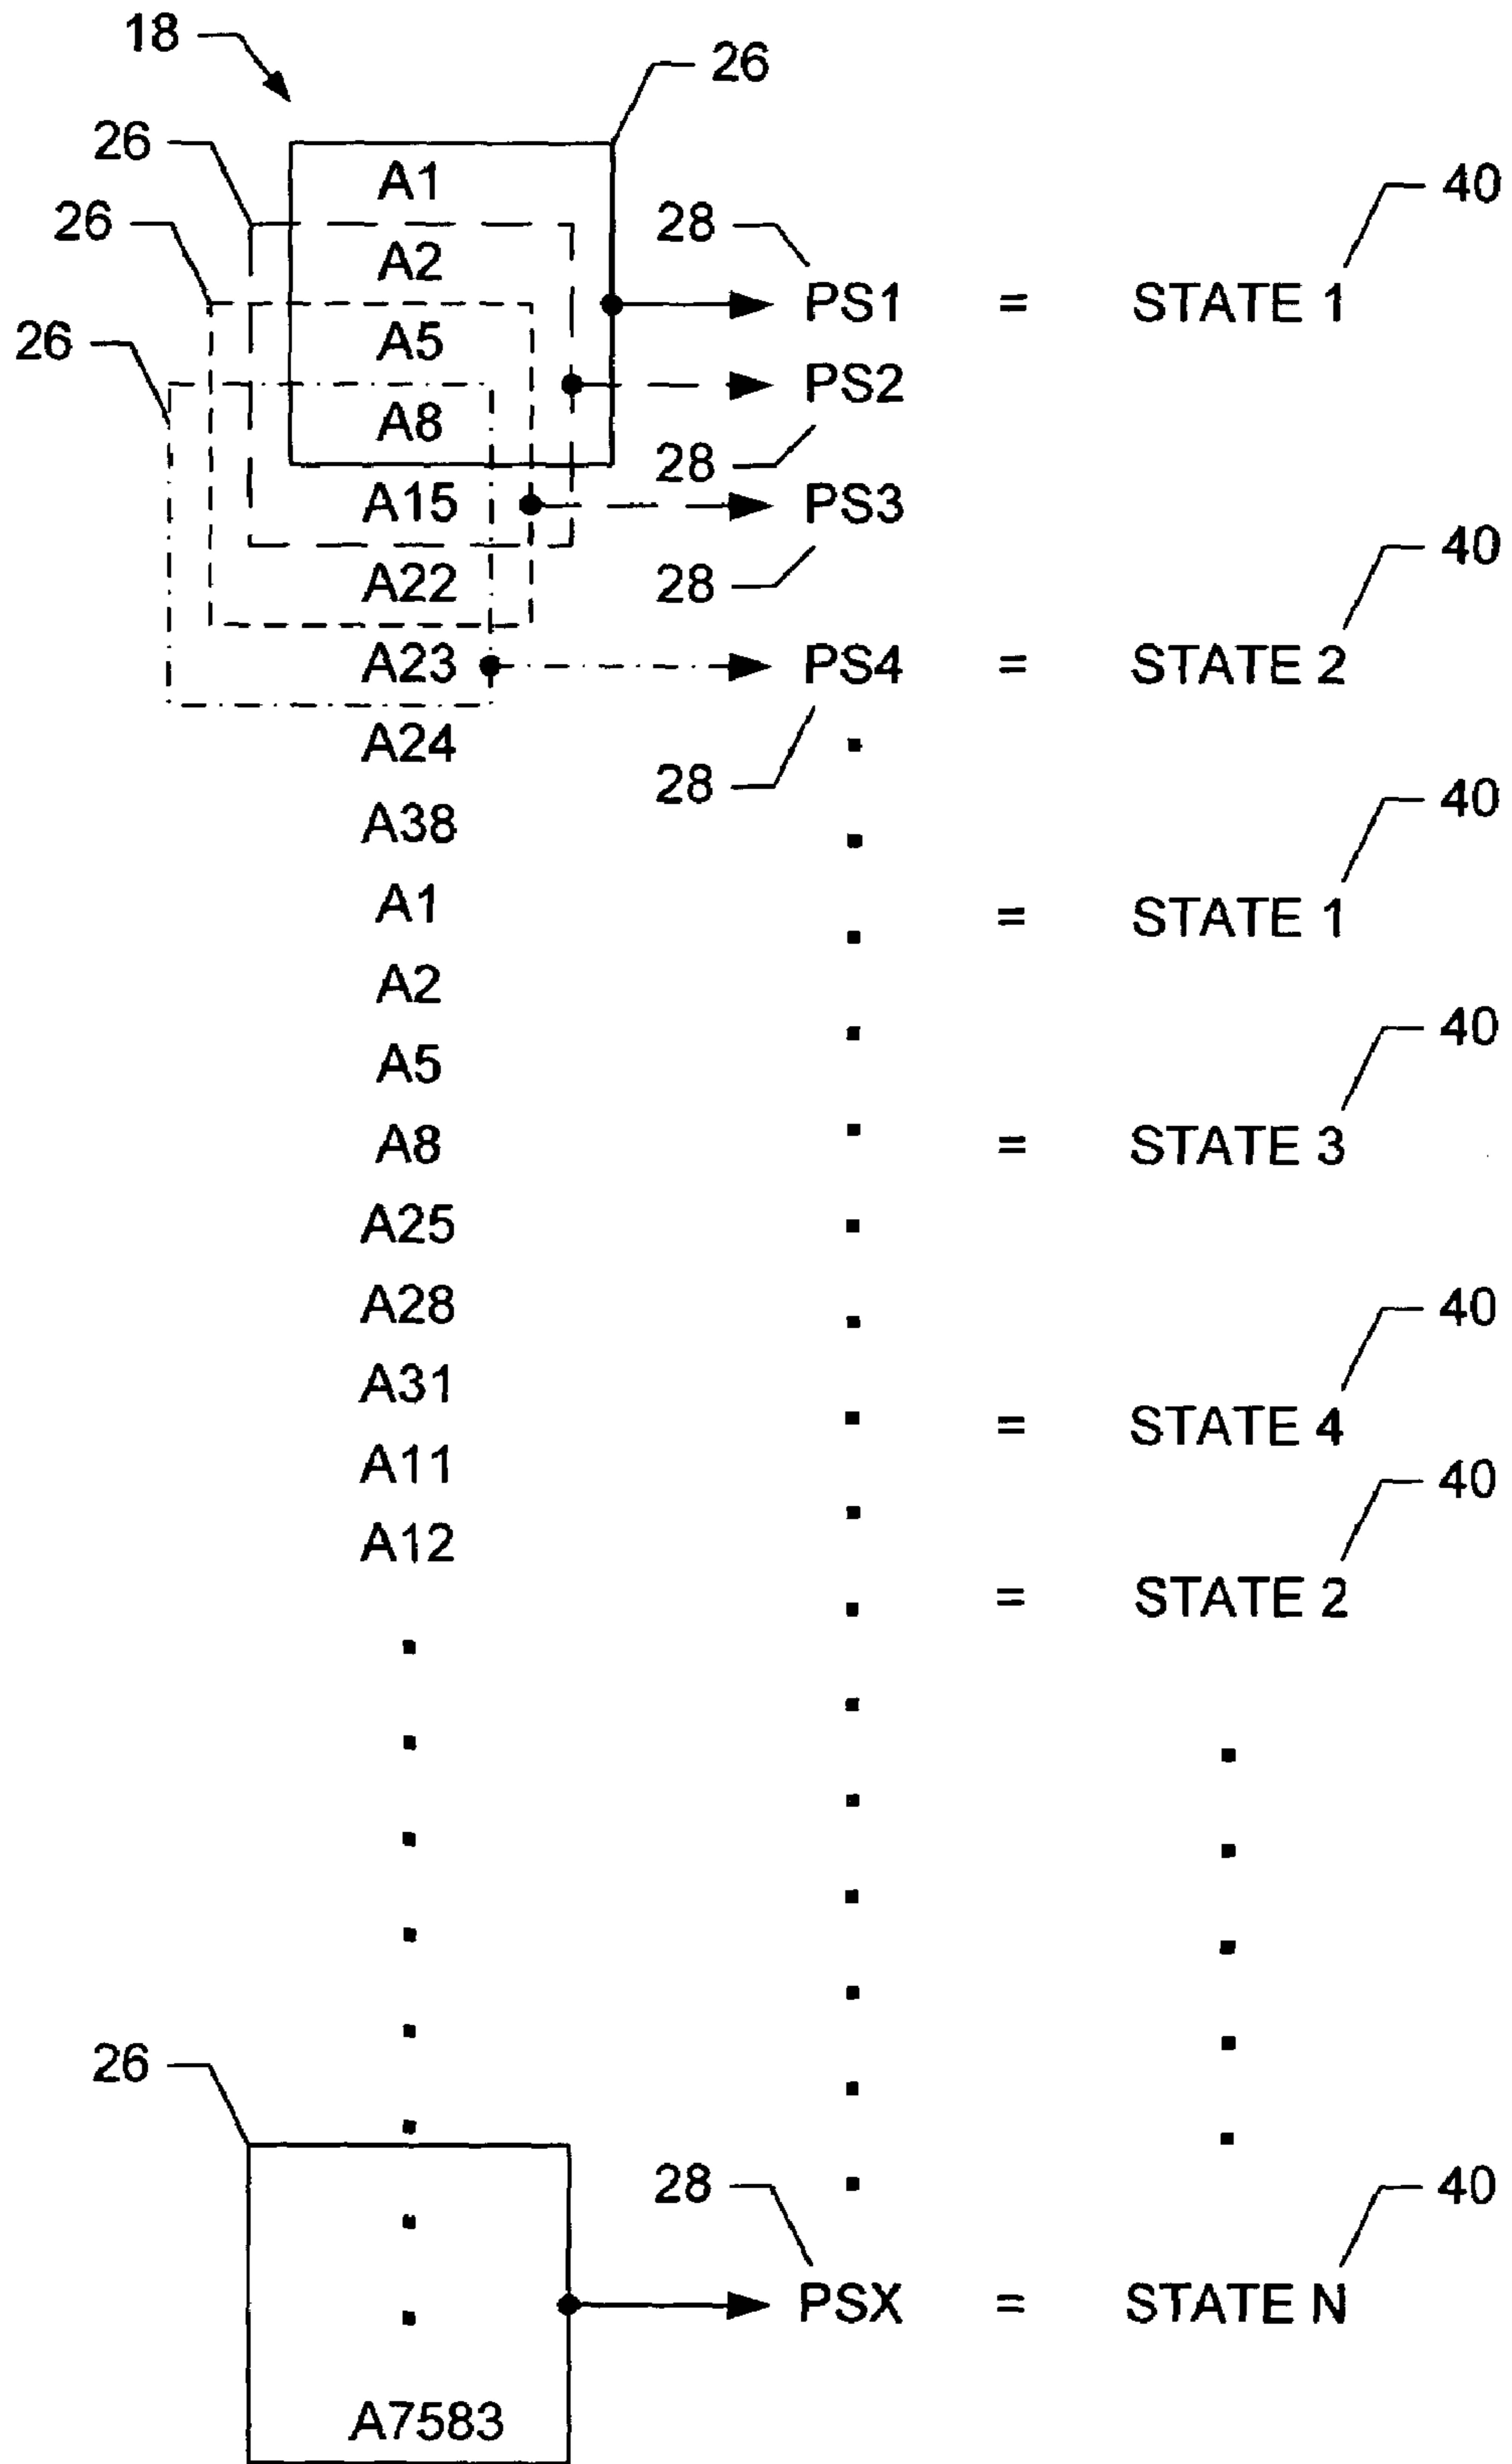 18
26
26
A1
40
26
A2
28
PS1 = STATE 1
26
A5
PS2
A8
28
A15
PS3
40
A22
28
A23
PS4 = STATE 2
A24
28
40
A38
A1
= STATE 1
A2
40
A5
A8
= STATE 3
A25
A28
40
A31
= STATE 4
A11
40
A12
= STATE 2
26
28
40
PSX = STATE N
A7583